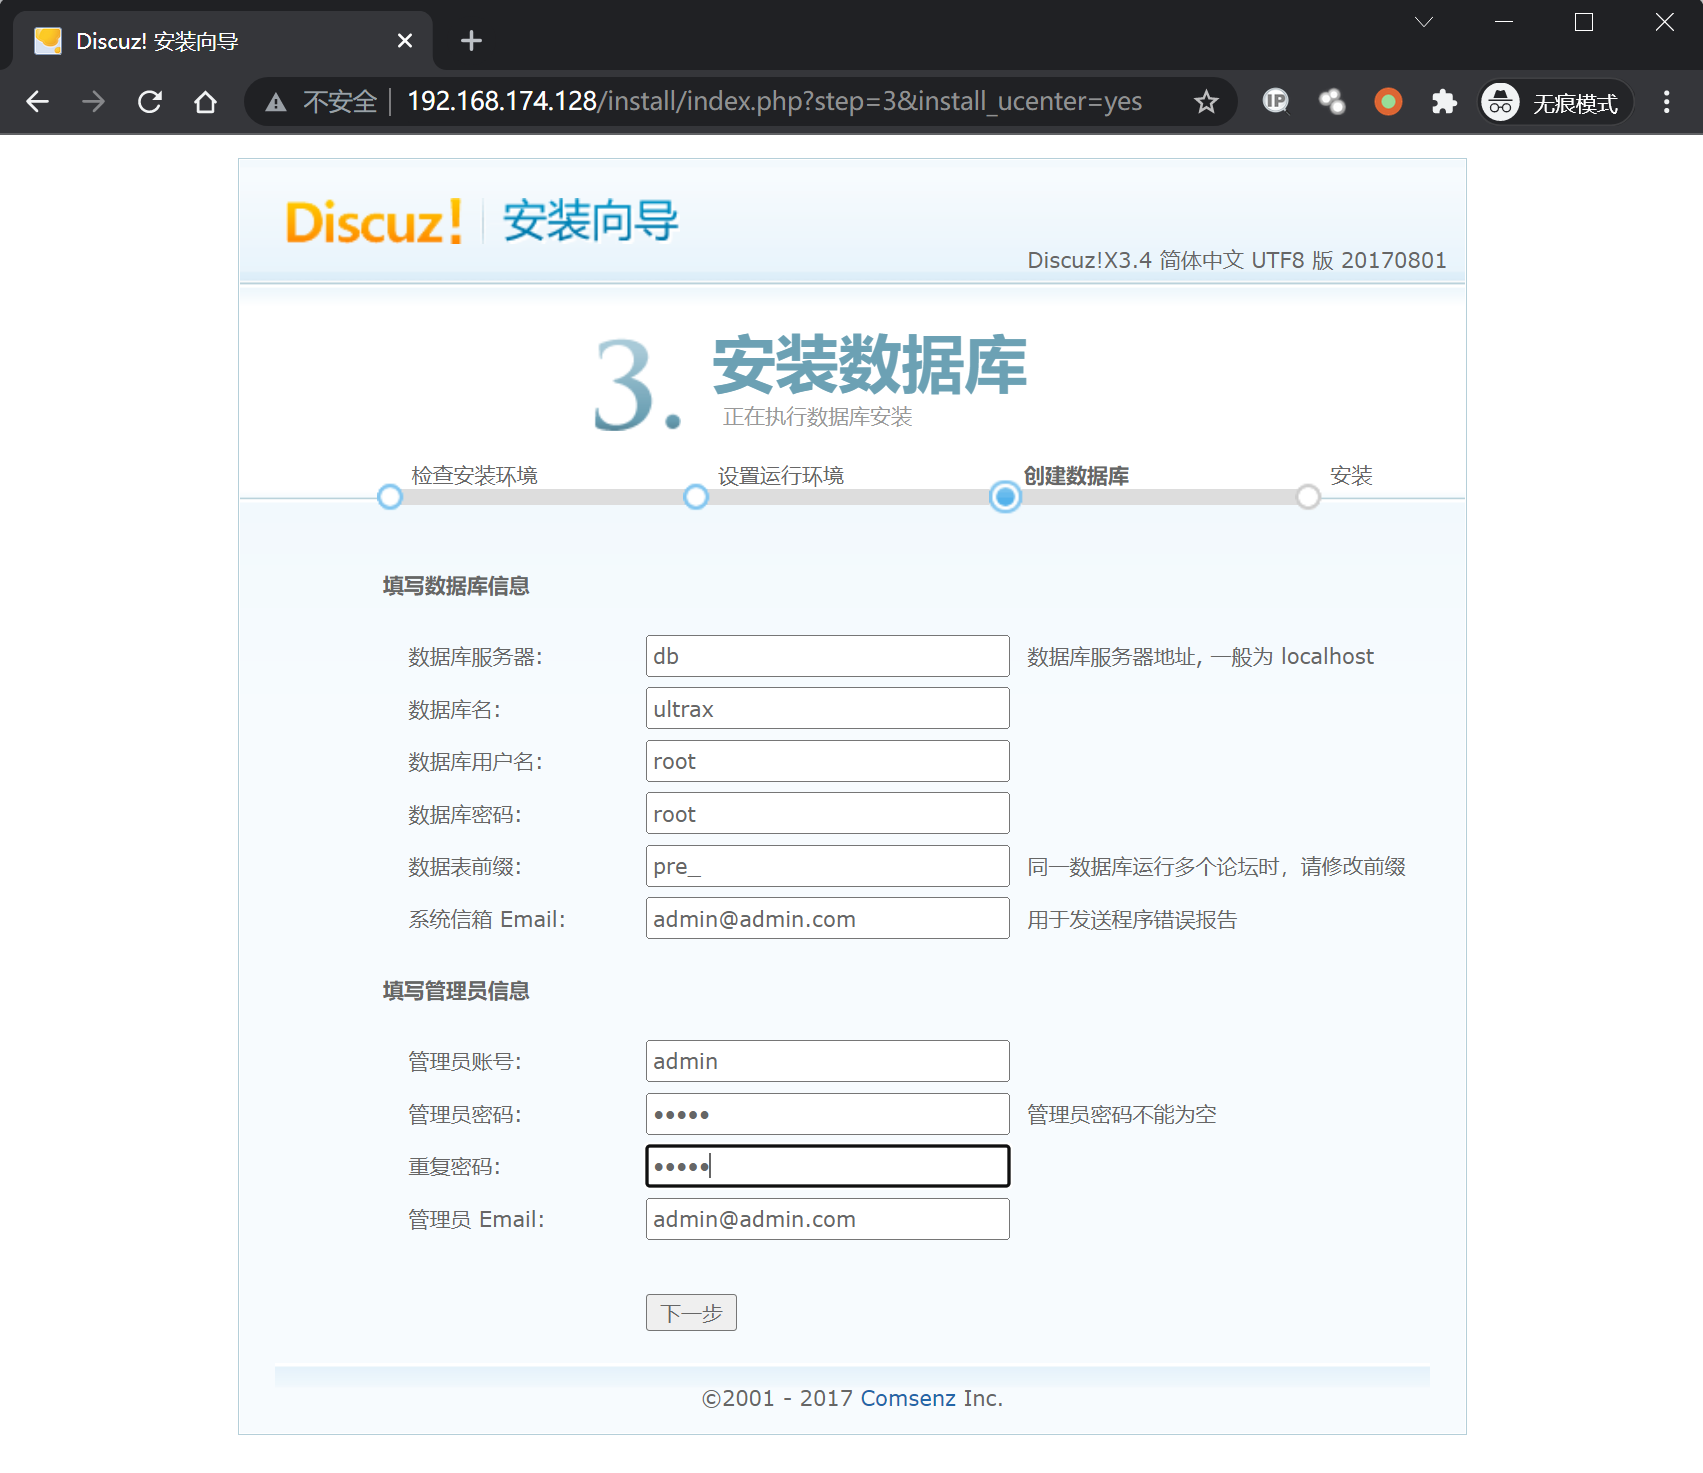 Discuz! 安装向导
不安全 192.168.174.128/install/index.php?step=3&install_ucenter=yes
IP
无痕模式
Discuz! 安装向导
Discuz!X3.4 简体中文 UTF8 版 20170801
3. 安装数据库
正在执行数据库安装
检查安装环境 设置运行环境 创建数据库 安装
填写数据库信息
数据库服务器: db 数据库服务器地址, 一般为 localhost
数据库名: ultrax
数据库用户名: root
数据库密码: root
数据表前缀: pre_ 同一数据库运行多个论坛时，请修改前缀
系统信箱 Email: admin@admin.com 用于发送程序错误报告
填写管理员信息
管理员账号: admin
管理员密码: ••••• 管理员密码不能为空
重复密码: •••••
管理员 Email: admin@admin.com
下一步
©2001 - 2017 Comsenz Inc.